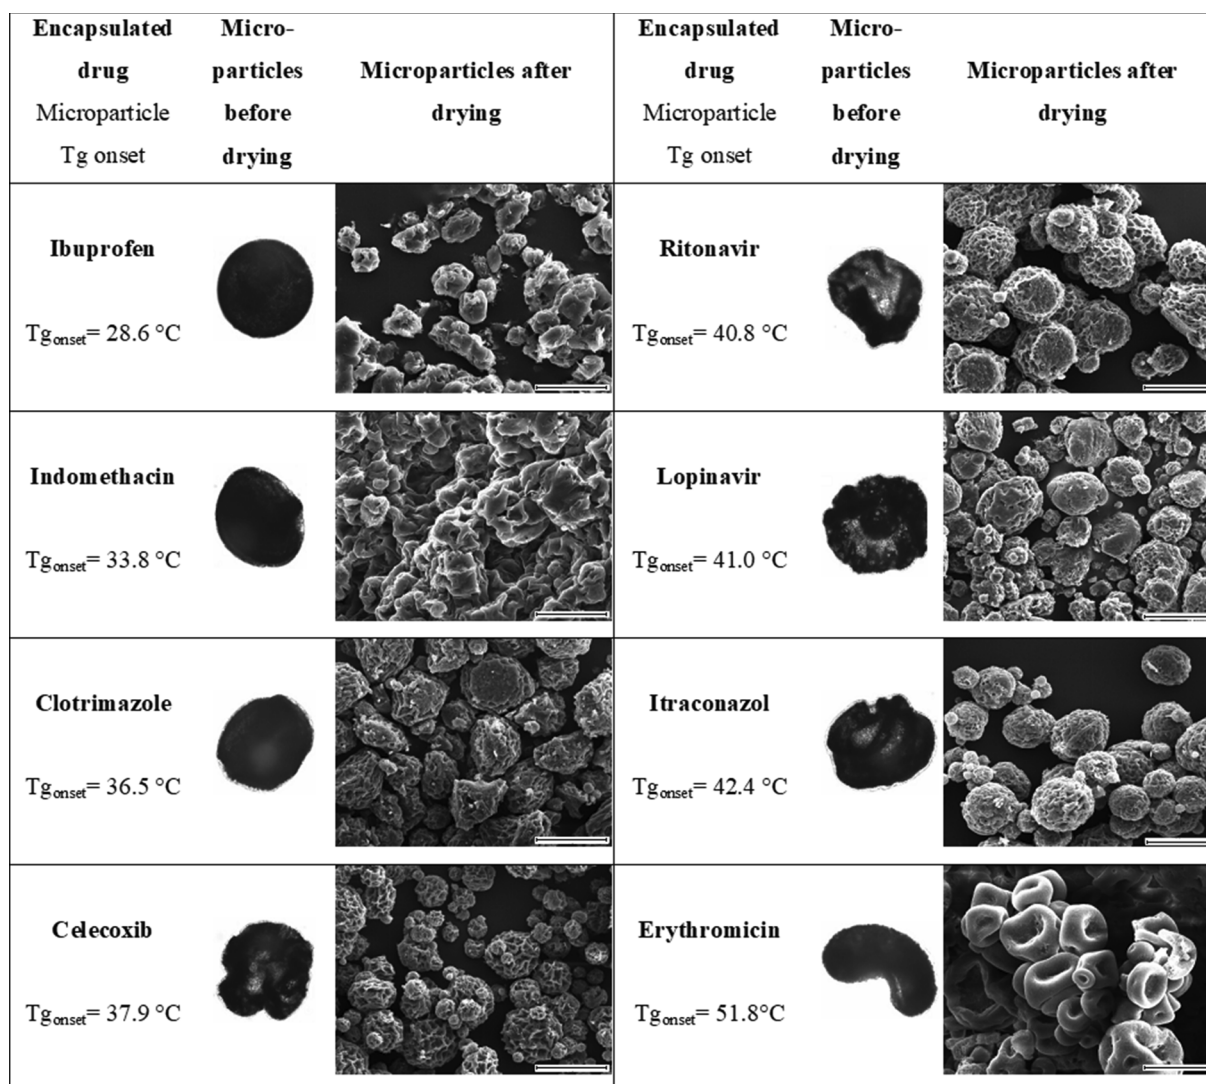 Encapsulated
drug
Microparticle
Tg onset
Micro-
particles
before
drying
Microparticles after
drying
Encapsulated
drug
Microparticle
Tg onset
Micro-
particles
before
drying
Microparticles after
drying
Ibuprofen
Tgonset= 28.6 °C
Ritonavir
Tgonset= 40.8 °C
Indomethacin
Tgonset= 33.8 °C
Lopinavir
Tgonset= 41.0 °C
Clotrimazole
Tgonset= 36.5 °C
Itraconazol
Tgonset= 42.4 °C
Celecoxib
Tgonset= 37.9 °C
Erythromicin
Tgonset= 51.8°C